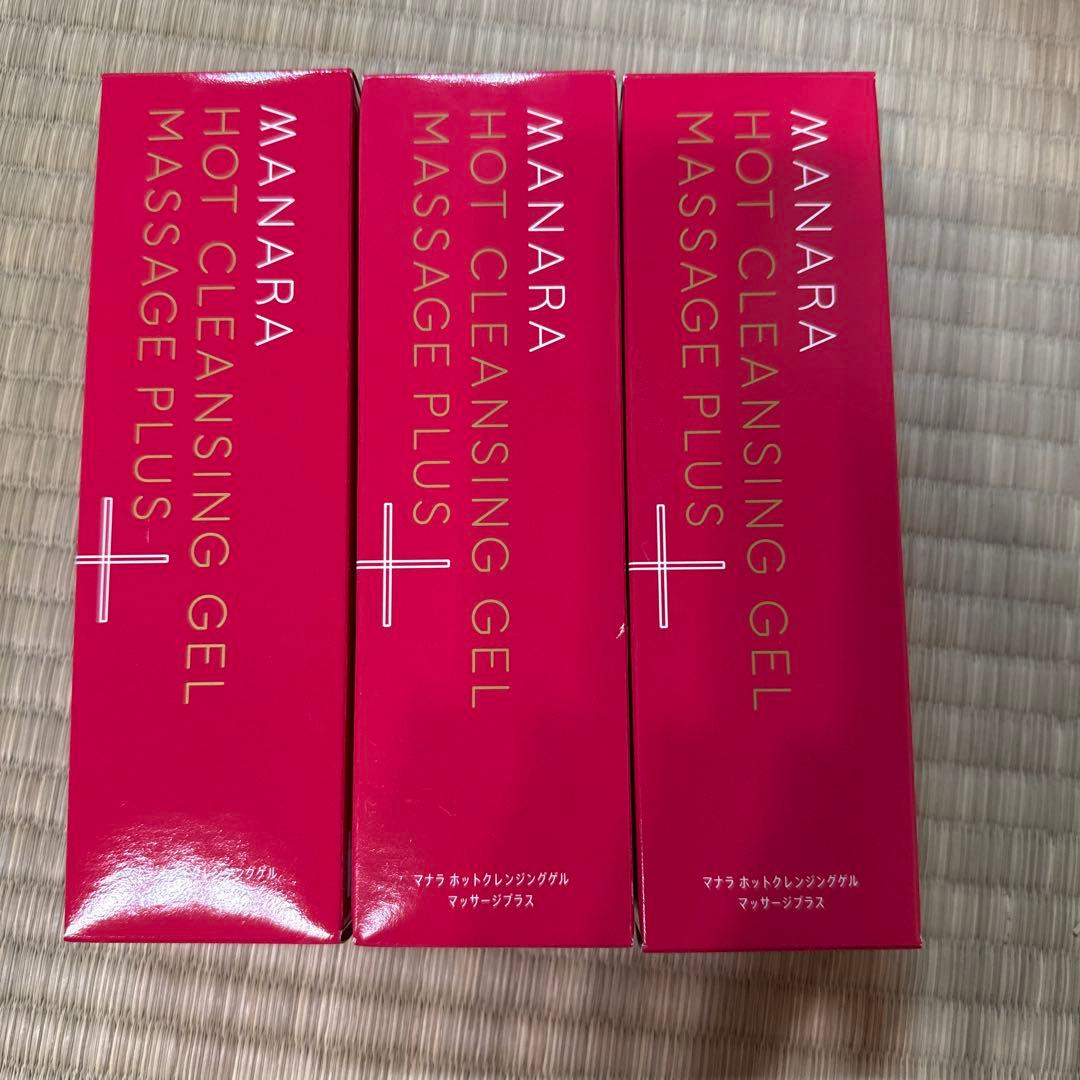 MANARA
HOT CLEANSING GEL
MASSAGE PLUS
MANARA
HOT CLEANSING GEL
MASSAGE PLUS
マナラ ホットクレンジングゲル
マッサージプラス
MANARA
HOT CLEANSING GEL
MASSAGE PLUS
マナラ ホットクレンジングゲル
マッサージプラス